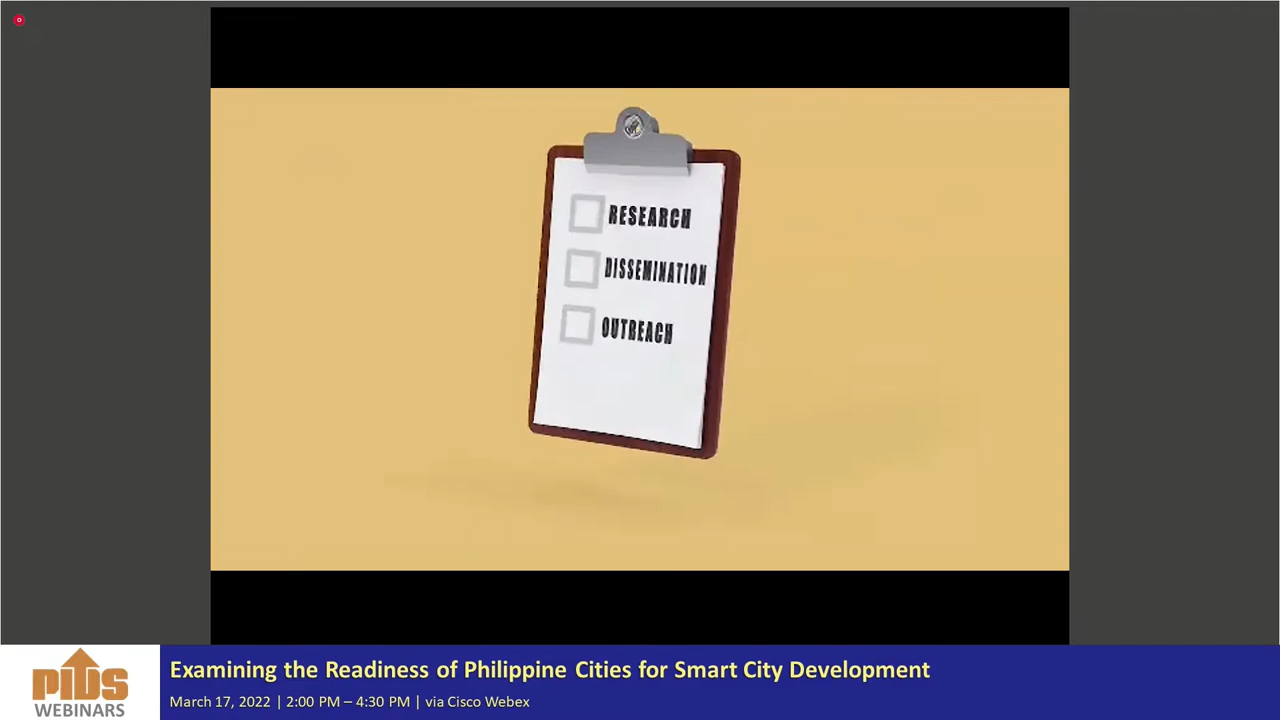 RESEARCH
DISSEMINATION
OUTREACH
PIDS
WEBINARS
Examining the Readiness of Philippine Cities for Smart City Development
March 17, 2022 | 2:00 PM – 4:30 PM | via Cisco Webex